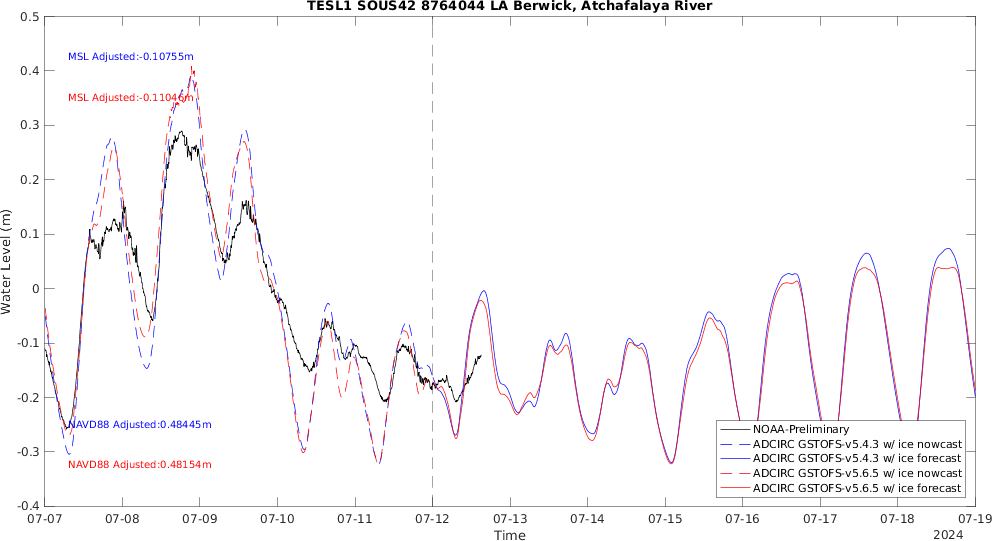 TESL1 SOUS42 8764044 LA Berwick, Atchafalaya River
0.5
0.4
0.3
0.2
0.1
0
-0.1
-0.2
-0.3
-0.4
Water Level (m)
MSL Adjusted:-0.10755m
MSL Adjusted:-0.11046m
NAVD88 Adjusted:0.48445m
NAVD88 Adjusted:0.48154m
NOAA-Preliminary
ADCIRC GSTOFS-v5.4.3 w/ ice nowcast
ADCIRC GSTOFS-v5.4.3 w/ ice forecast
ADCIRC GSTOFS-v5.6.5 w/ ice nowcast
ADCIRC GSTOFS-v5.6.5 w/ ice forecast
07-07 07-08 07-09 07-10 07-11 07-12 07-13 07-14 07-15 07-16 07-17 07-18 07-19
Time
2024